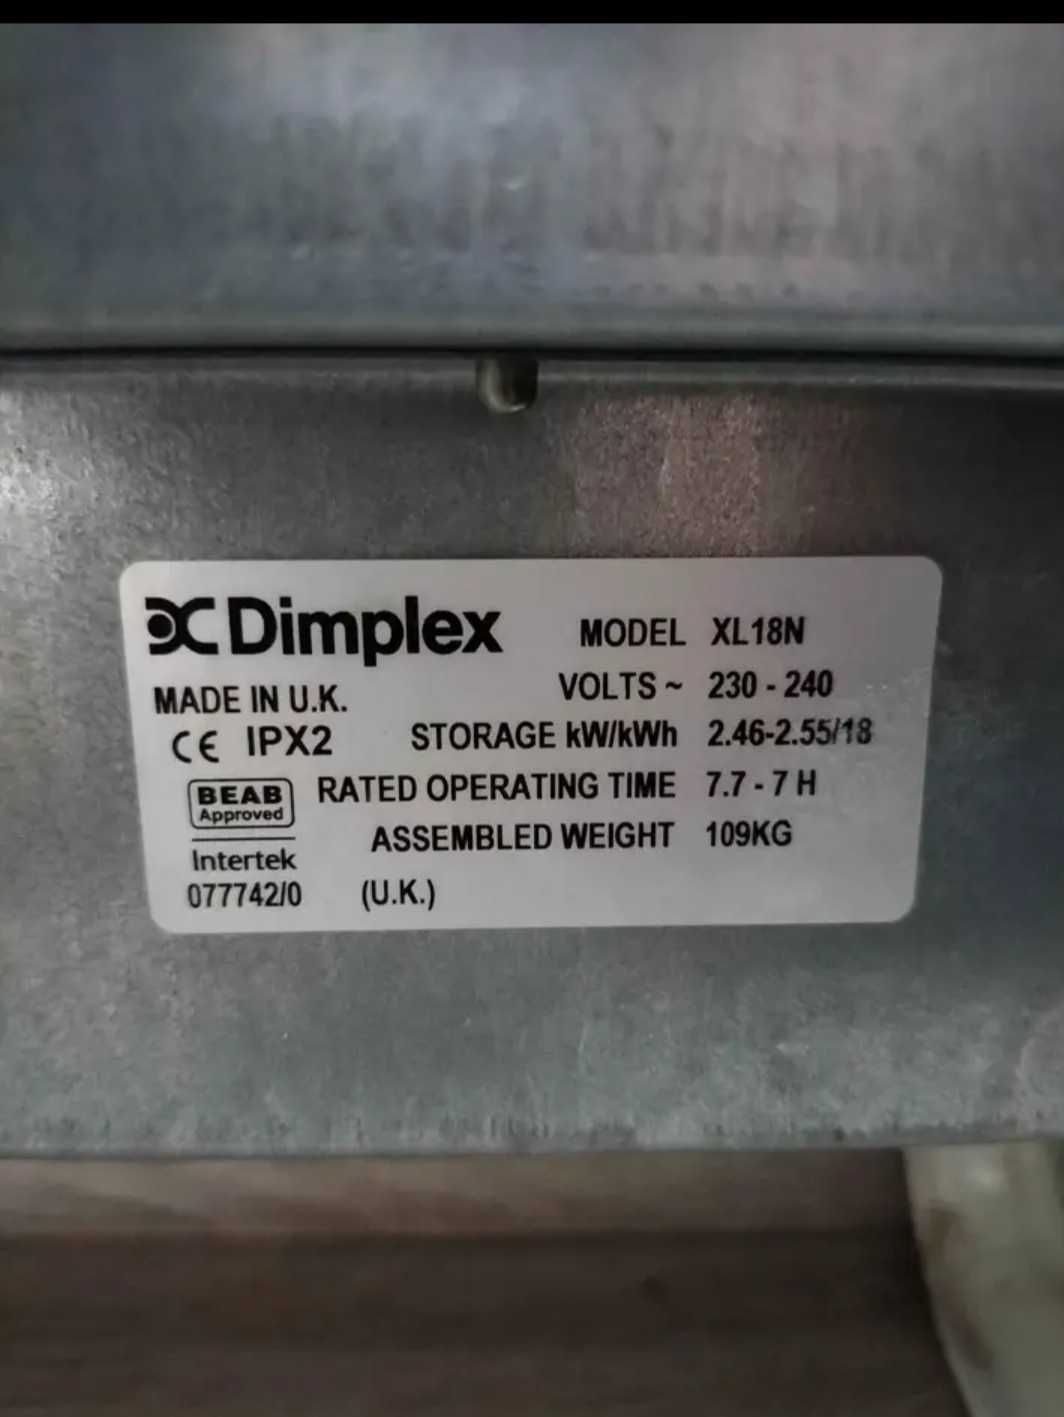 Dimplex MODEL XL18N
MADE IN U.K. VOLTS ~ 230 - 240
CE IPX2 STORAGE kW/kWh 2.46-2.55/18
BEAB RATED OPERATING TIME 7.7 - 7 H
Approved
ASSEMBLED WEIGHT 109KG
Intertek
077742/0 (U.K.)